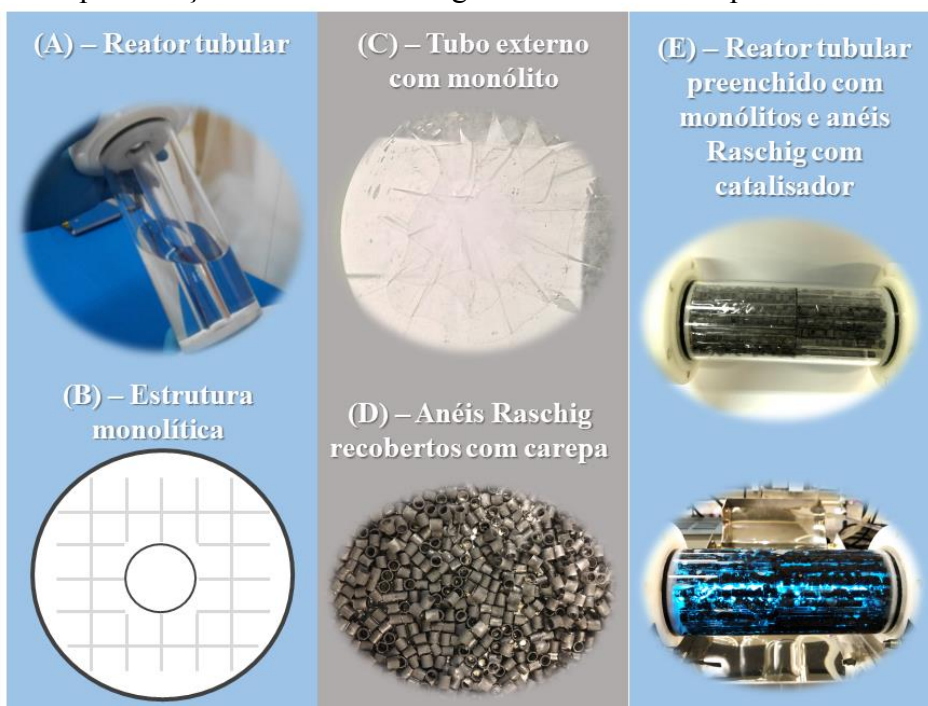 (A) – Reator tubular
(B) – Estrutura
monolítica
(C) – Tubo externo
com monólito
(D) – Anéis Raschig
recobertos com carepa
(E) – Reator tubular
preenchido com
monólitos e anéis
Raschig com
catalisador